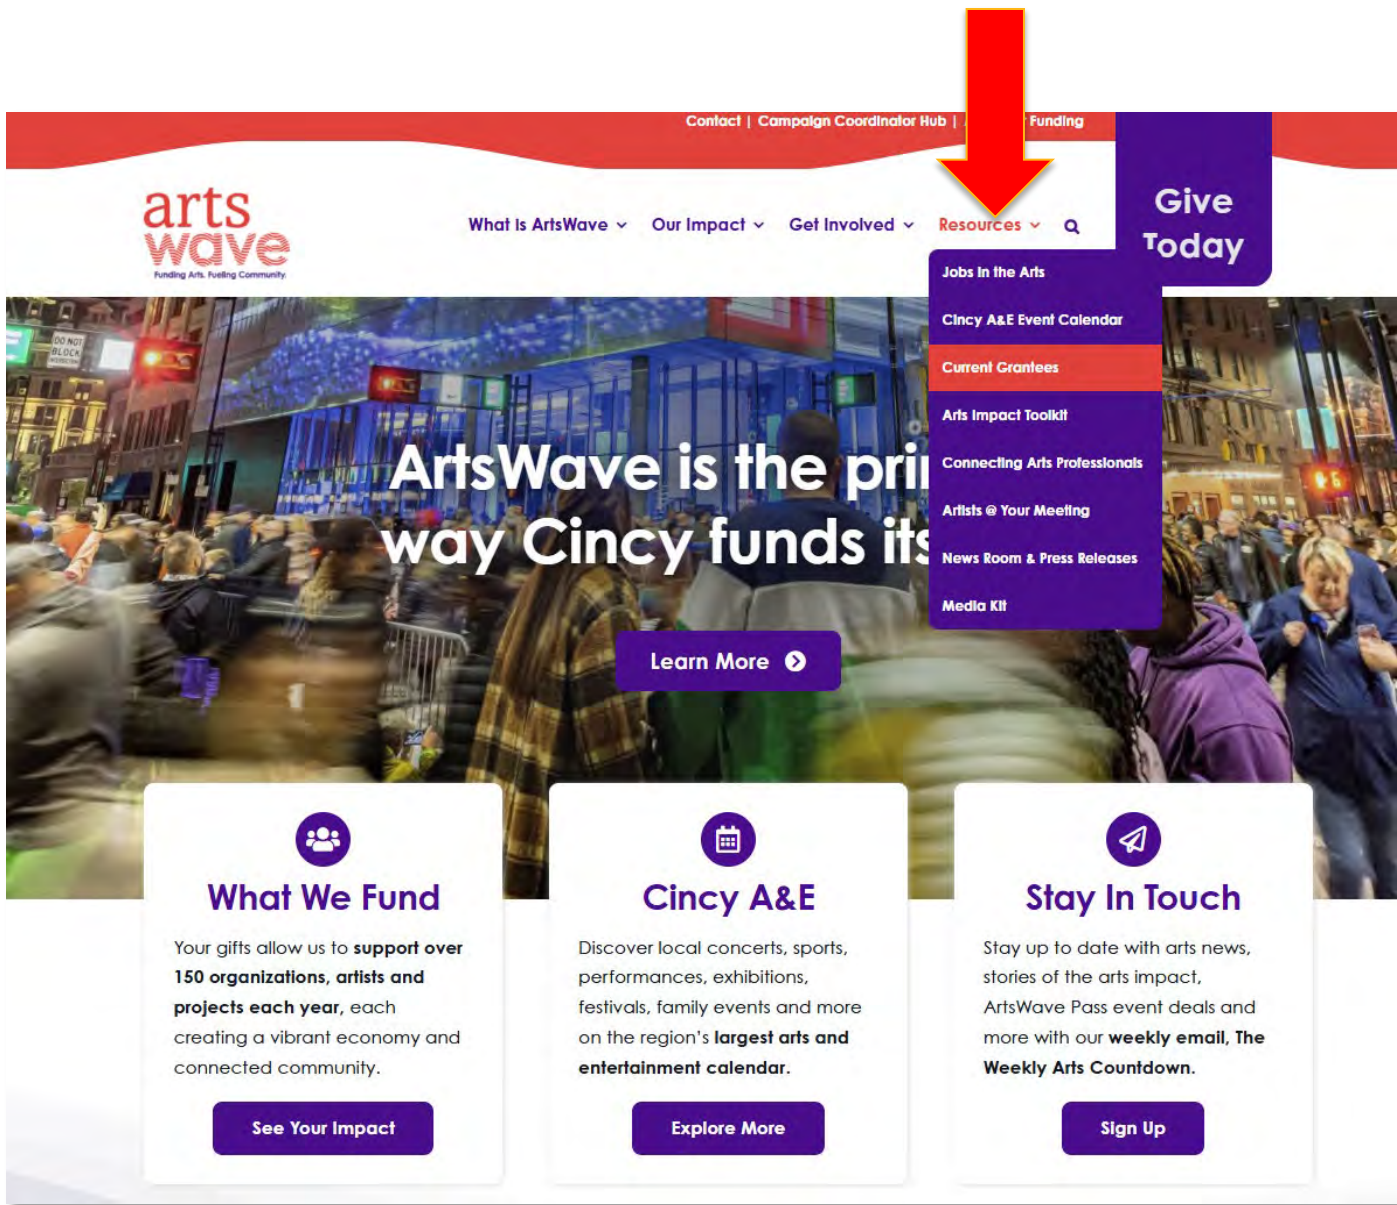 Contact | Campaign Coordinator Hub | Funding
arts
wave
Funding Arts. Fueling Community.
What Is ArtsWave
Our Impact
Get Involved
Resources
Give
Today
Jobs In the Arts
Cincy A&E Event Calendar
Current Grantees
Arts Impact Toolkit
Connecting Arts Professionals
Artists @ Your Meeting
News Room & Press Releases
Media Kit
DO NOT
BLOCK
ArtsWave is the pri
way Cincy funds its
Learn More
What We Fund
Your gifts allow us to support over
150 organizations, artists and
projects each year, each
creating a vibrant economy and
connected community.
See Your Impact
Cincy A&E
Discover local concerts, sports,
performances, exhibitions,
festivals, family events and more
on the region's largest arts and
entertainment calendar.
Explore More
Stay In Touch
Stay up to date with arts news,
stories of the arts impact,
ArtsWave Pass event deals and
more with our weekly email, The
Weekly Arts Countdown.
Sign Up